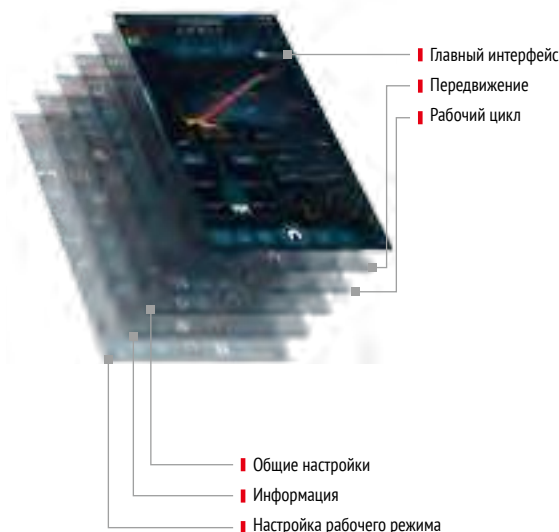 Главный интерфейс
Передвижение
Рабочий цикл
Общие настройки
Информация
Настройка рабочего режима